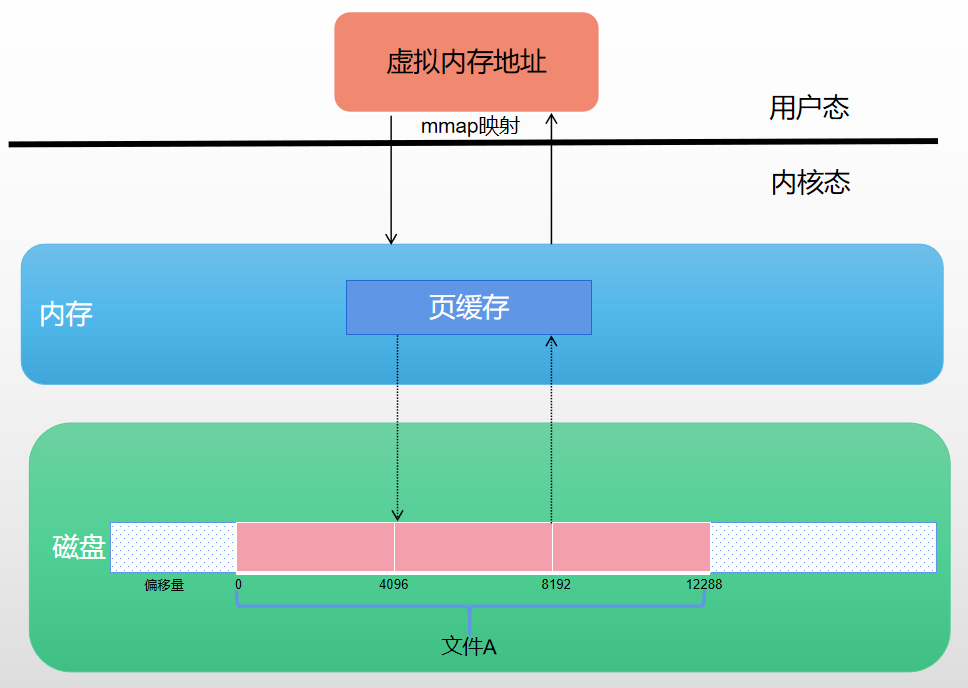 虚拟内存地址
mmap映射
用户态
内核态
内存
页缓存
磁盘
偏移量
0
4096
8192
12288
文件A